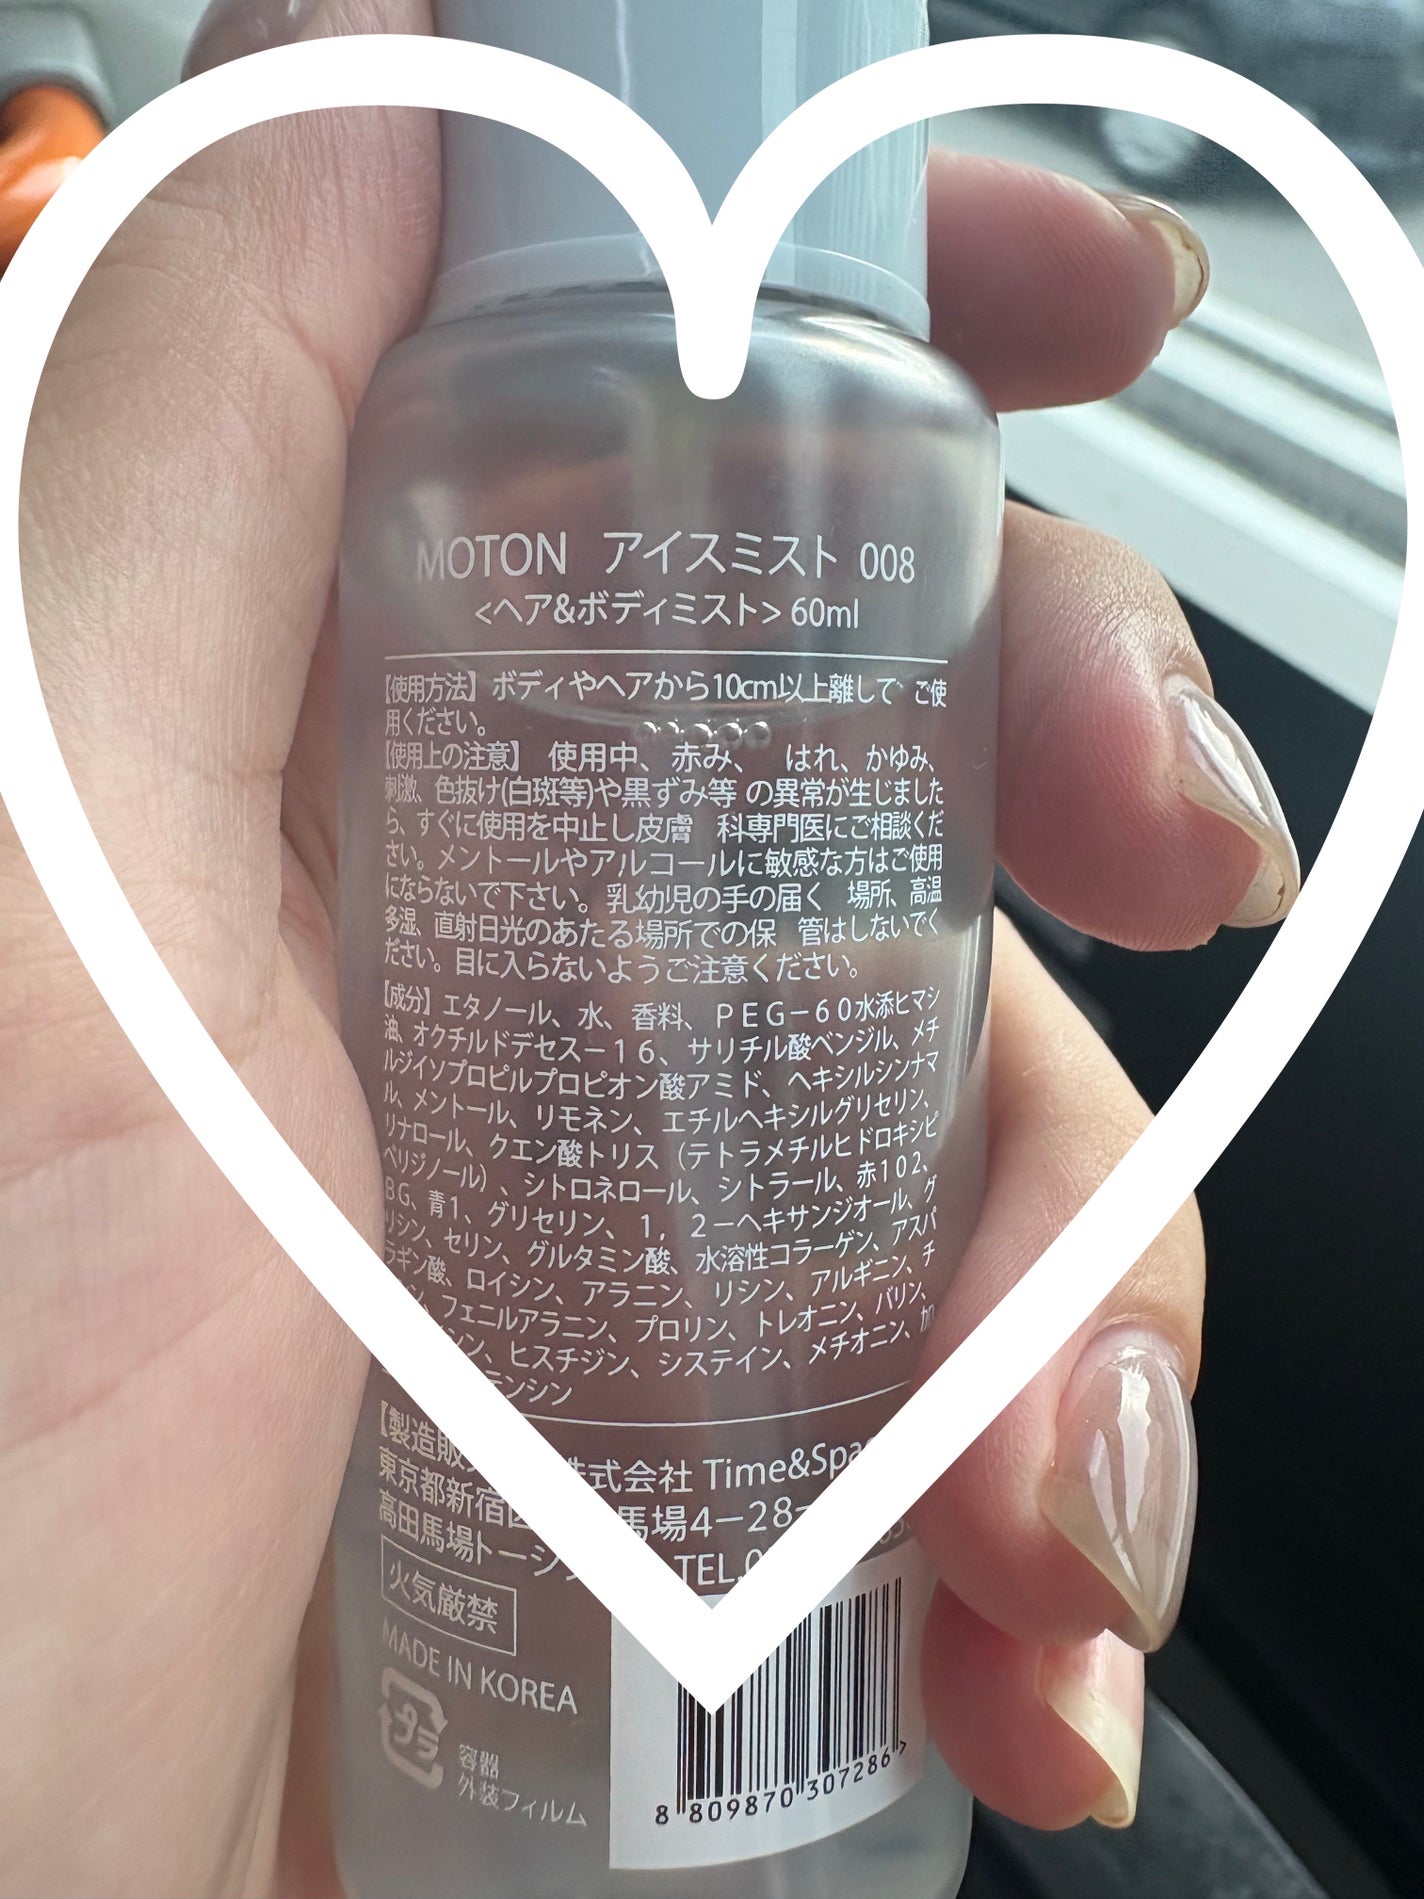 MOTON アイスミスト 008
<ヘア&ボディミスト> 60ml
【使用方法】ボディやヘアから10cm以上離して ご使
用ください。
【使用上の注意】 使用中、赤み、 はれ、かゆみ、
刺激、色抜け(白斑等)や黒ずみ等 の異常が生じました
ら、すぐに使用を中止し皮膚 科専門医にご相談くだ
さい。メントールやアルコールに敏感な方はご使用
にならないで下さい。乳幼児の手の届く 場所、高温
多湿、直射日光のあたる場所での保 管はしないでく
ださい。目に入らないようご注意ください。
【成分】エタノール、水、香料、PEG-60水添ヒマシ
油、オクチルドデセス-16、サリチル酸ベンジル、メチ
ルジイソプロピルプロピオン酸アミド、ヘキシルシンナマ
ル、メントール、リモネン、エチルヘキシルグリセリン、
リナロール、クエン酸トリス（テトラメチルヒドロキシピ
ペリジノール）、シトロネロール、シトラール、赤102、
BG、青1、グリセリン、1，2-ヘキサンジオール、グ
リシン、セリン、グルタミン酸、水溶性コラーゲン、アスパ
ラギン酸、ロイシン、アラニン、リシン、アルギニン、チ
ン、フェニルアラニン、プロリン、トレオニン、バリン、
ン、ヒスチジン、システイン、メチオニン、加
テンシン
【製造販 株式会社 Time&Spa
東京都新宿区 馬場4-28-
高田馬場トーシ TEL.0
火気厳禁
MADE IN KOREA
プラ
容器
外装フィルム
8 809870 307286 >